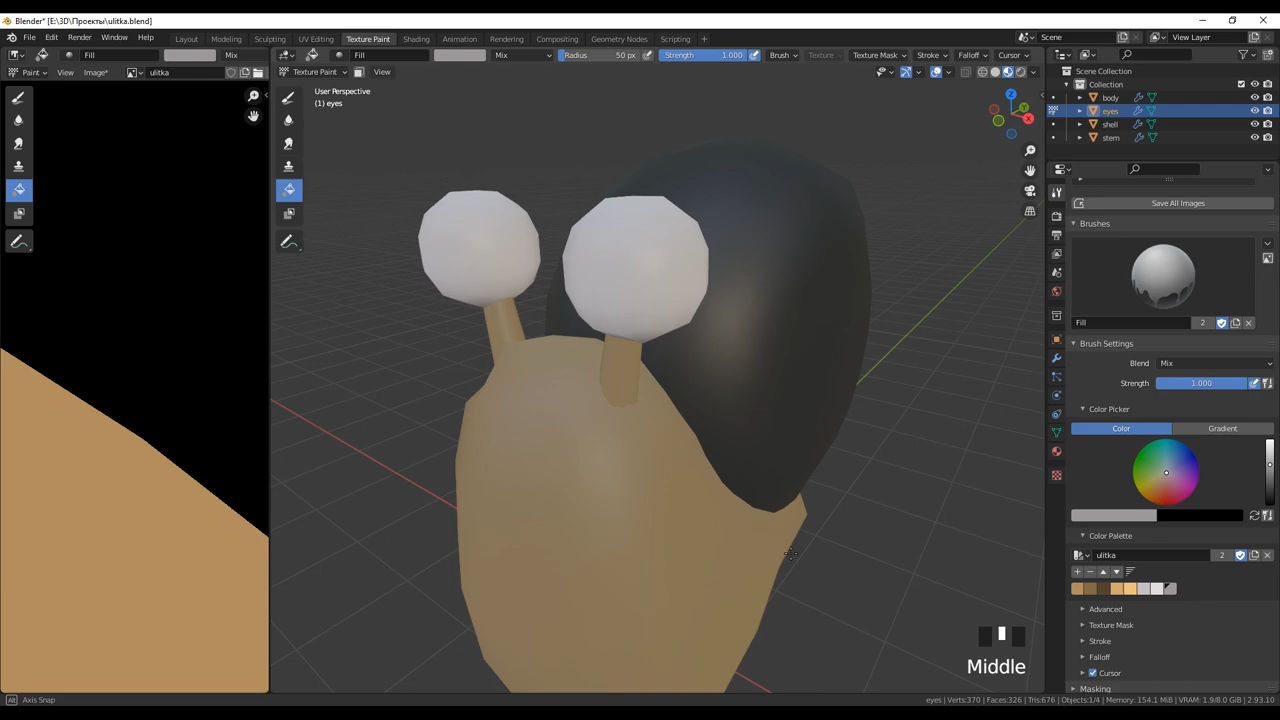 Blender* [E:\3D\Проекты\ulitka.blend]
File Edit Render Window Help Layout Modeling Sculpting UV Editing Texture Paint Shading Animation Rendering Compositing Geometry Nodes Scripting + Scene View Layer
Fill Mix Fill Mix Radius 50 px Strength 1.000 Brush Texture Texture Mask Stroke Falloff Cursor
Paint View Image* ulitka Texture Paint View Scene Collection
User Perspective
(1) eyes
Collection
body
eyes
shell
stem
Z
Y
X
Save All Images
Brushes
Fill 2
Brush Settings
Blend Mix
Strength 1.000
Color Picker
Color Gradient
Color Palette
ulitka 2
Advanced
Texture Mask
Stroke
Falloff
Cursor
Masking
Middle
Alt Axis Snap
eyes | Verts:370 | Faces:326 | Tris:676 | Objects:1/4 | Memory: 154.1 MiB | VRAM: 1.9/8.0 GiB | 2.93.10